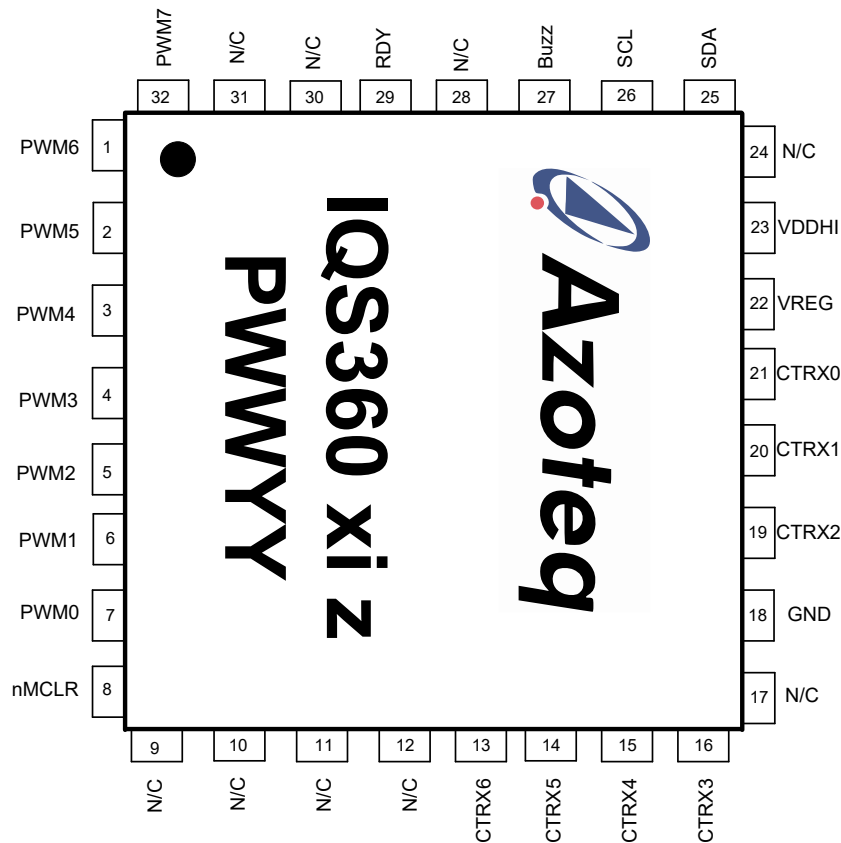 PWM7
N/C
N/C
RDY
N/C
Buzz
SCL
SDA
32
31
30
29
28
27
26
25
PWM6 1
PWM5 2
PWM4 3
PWM3 4
PWM2 5
PWM1 6
PWM0 7
nMCLR 8
Azoteq
IQS360 xi z
PWWYY
24 N/C
23 VDDHI
22 VREG
21 CTRX0
20 CTRX1
19 CTRX2
18 GND
17 N/C
9
10
11
12
13
14
15
16
N/C
N/C
N/C
N/C
CTRX6
CTRX5
CTRX4
CTRX3